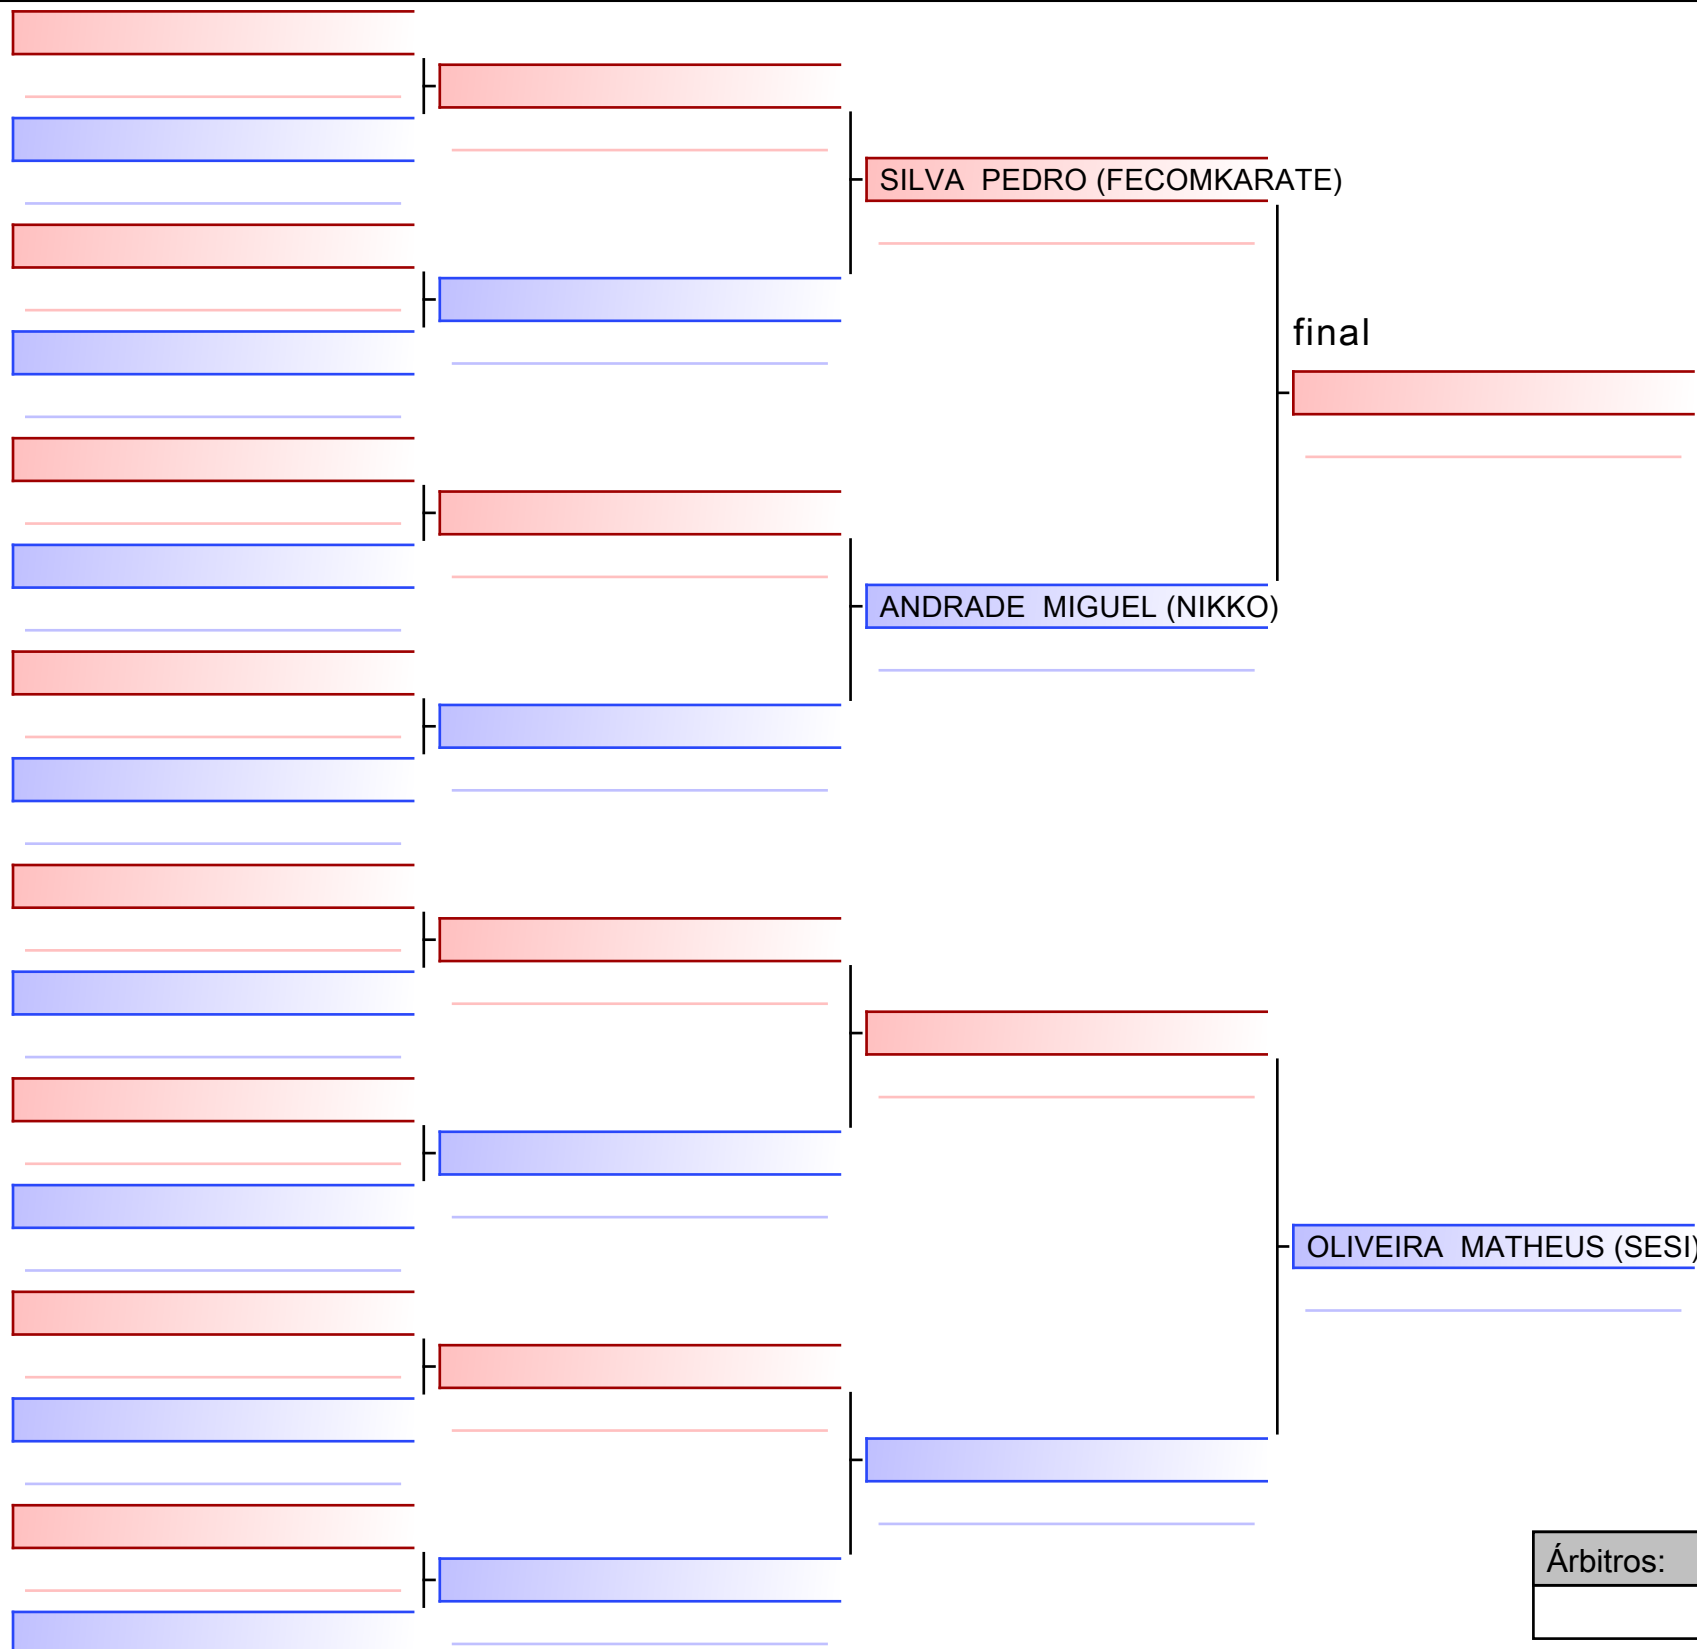 SILVA  PEDRO (FECOMKARATE)
final
ANDRADE  MIGUEL (NIKKO)
OLIVEIRA  MATHEUS (SESI)
Árbitros: